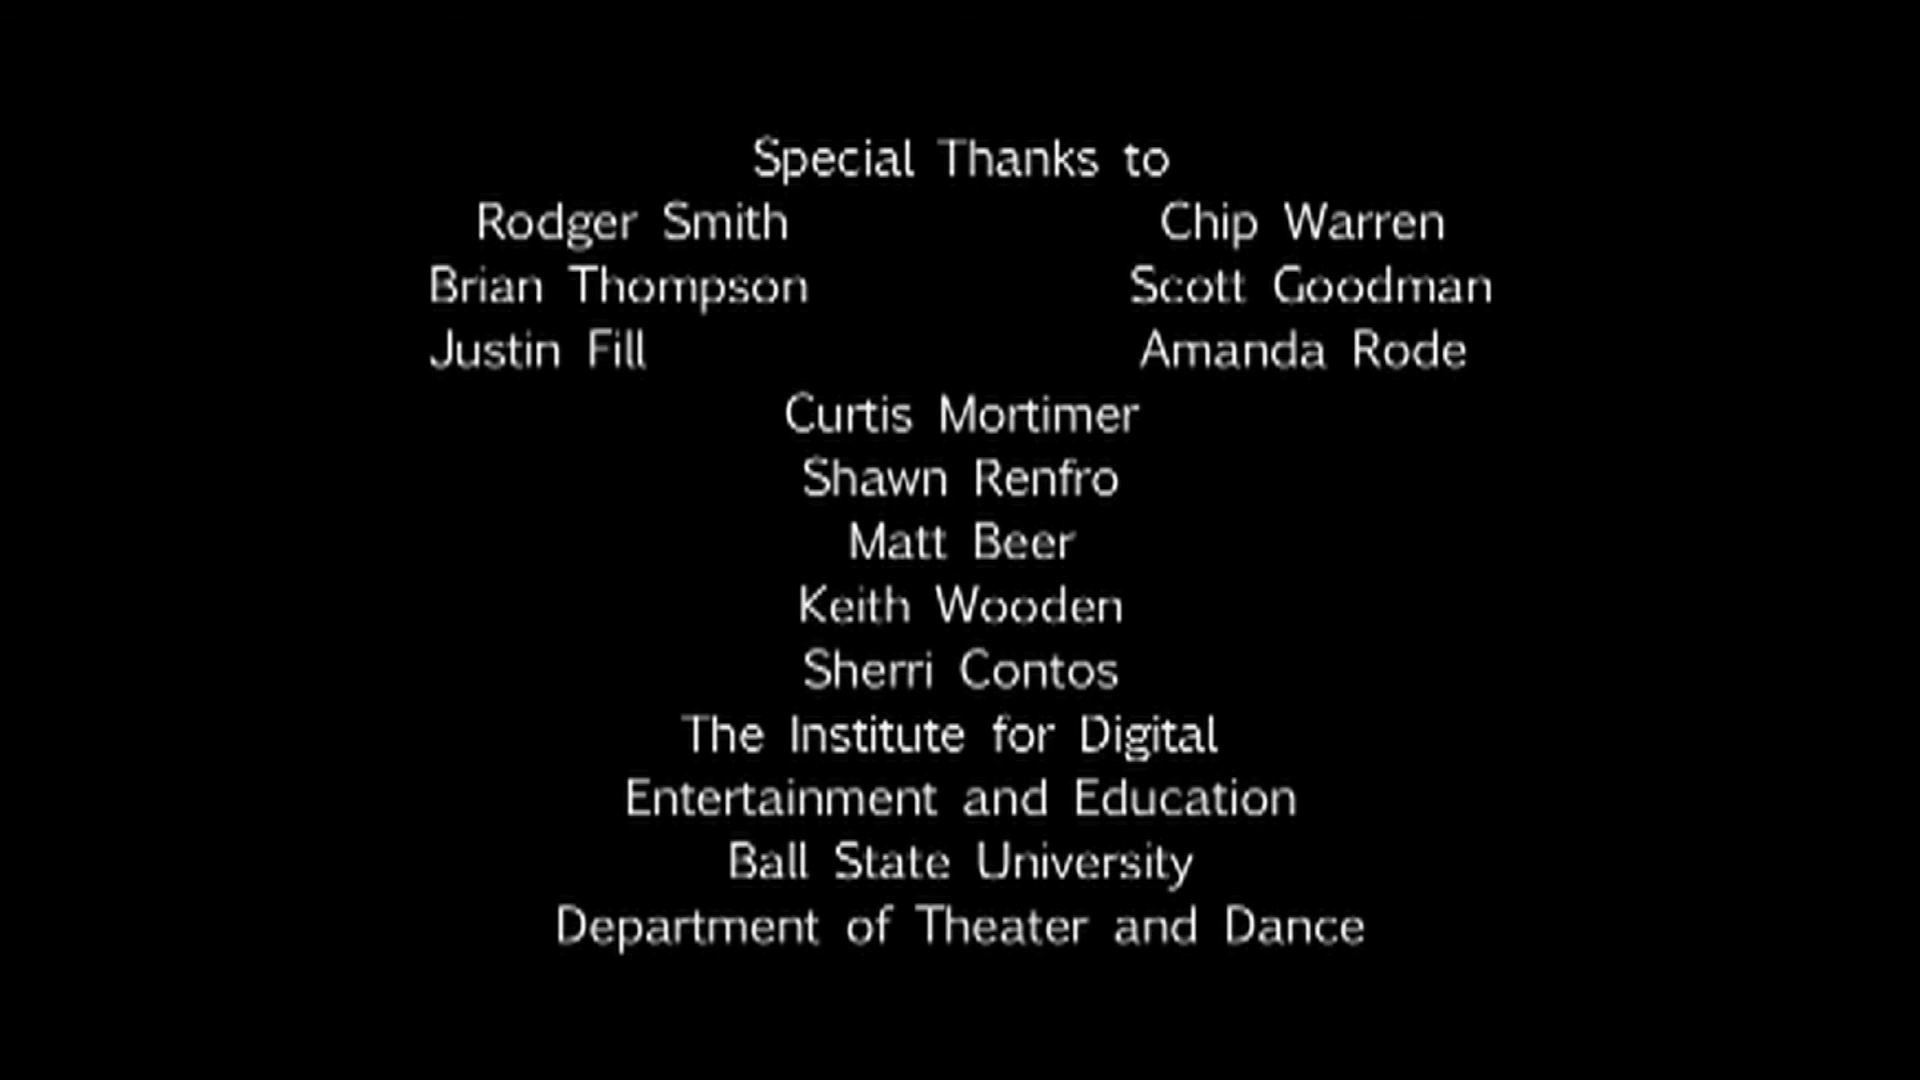 Special Thanks to
Rodger Smith Chip Warren
Brian Thompson Scott Goodman
Justin Fill Amanda Rode
Curtis Mortimer
Shawn Renfro
Matt Beer
Keith Wooden
Sherri Contos
The Institute for Digital
Entertainment and Education
Ball State University
Department of Theater and Dance